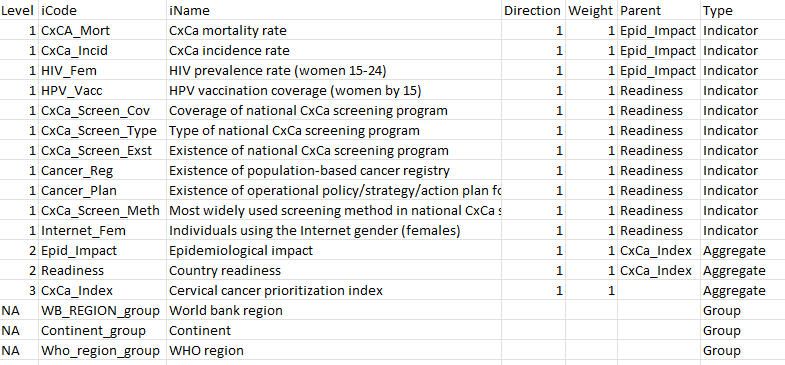 Level iCode iName Direction Weight Parent Type
1 CxCA_Mort CxCa mortality rate 1 1 Epid_Impact Indicator
1 CxCa_Incid CxCa incidence rate 1 1 Epid_Impact Indicator
1 HIV_Fem HIV prevalence rate (women 15-24) 1 1 Epid_Impact Indicator
1 HPV_Vacc HPV vaccination coverage (women by 15) 1 1 Readiness Indicator
1 CxCa_Screen_Cov Coverage of national CxCa screening program 1 1 Readiness Indicator
1 CxCa_Screen_Type Type of national CxCa screening program 1 1 Readiness Indicator
1 CxCa_Screen_Exst Existence of national CxCa screening program 1 1 Readiness Indicator
1 Cancer_Reg Existence of population-based cancer registry 1 1 Readiness Indicator
1 Cancer_Plan Existence of operational policy/strategy/action plan fo 1 1 Readiness Indicator
1 CxCa_Screen_Meth Most widely used screening method in national CxCa s 1 1 Readiness Indicator
1 Internet_Fem Individuals using the Internet gender (females) 1 1 Readiness Indicator
2 Epid_Impact Epidemiological impact 1 1 CxCa_Index Aggregate
2 Readiness Country readiness 1 1 CxCa_Index Aggregate
3 CxCa_Index Cervical cancer prioritization index 1 1 Aggregate
NA WB_REGION_group World bank region Group
NA Continent_group Continent Group
NA Who_region_group WHO region Group